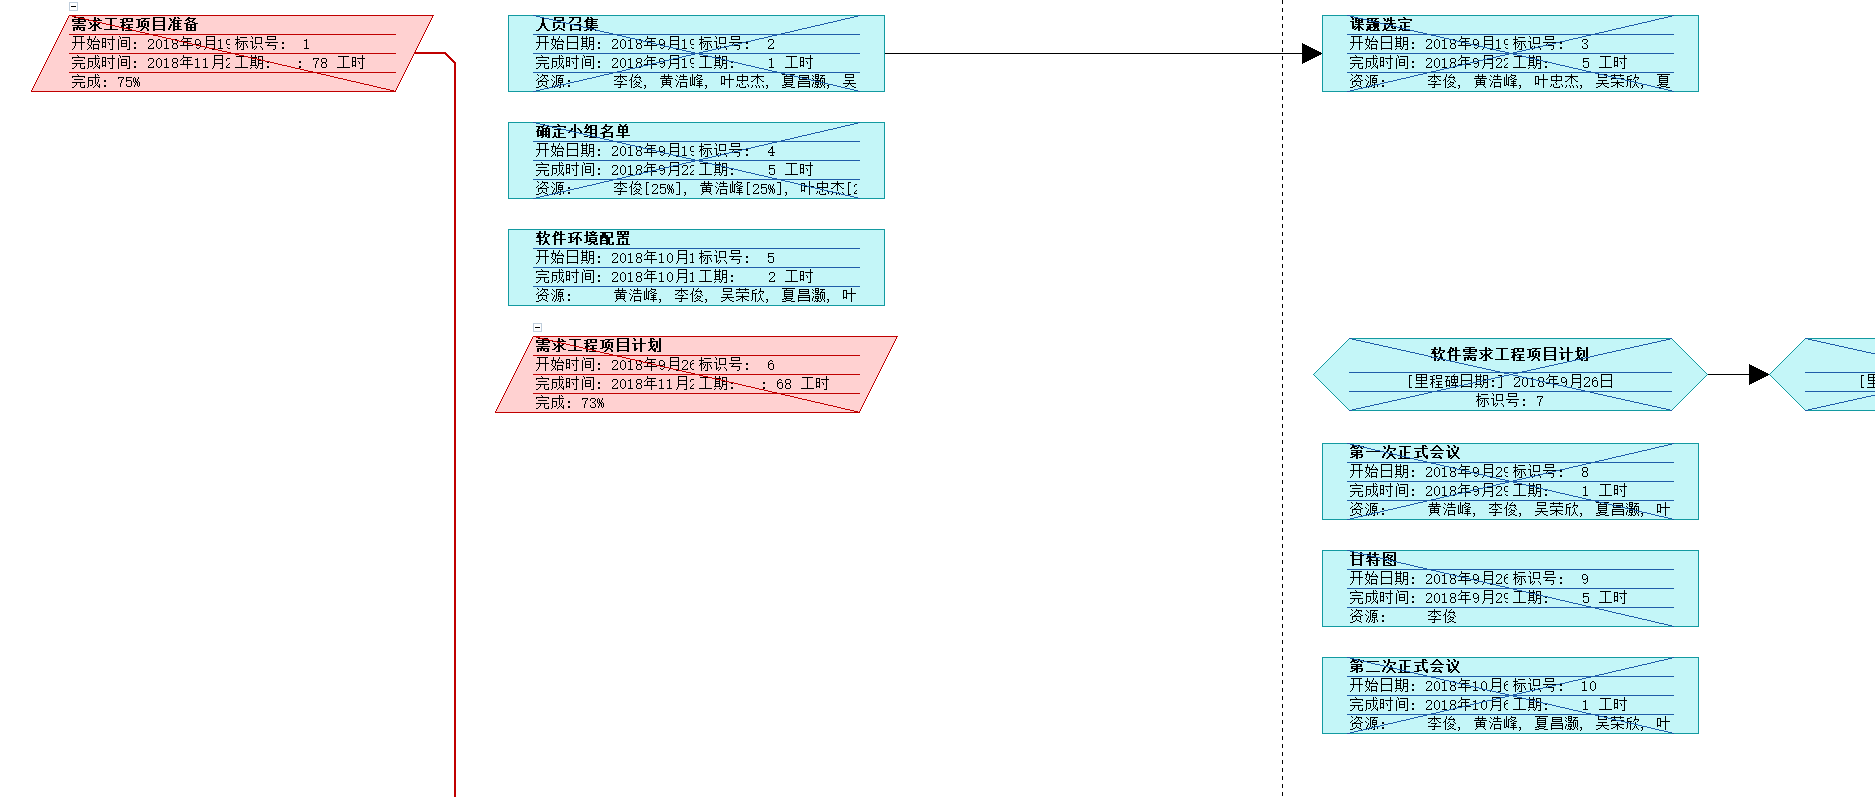 需求工程项目准备
开始时间: 2018年9月19 标识号: 1
完成时间: 2018年11月2 工期: : 78 工时
完成: 75%
人员召集
开始日期: 2018年9月19 标识号: 2
完成时间: 2018年9月19 工期: 1 工时
资源: 李俊, 黄浩峰, 叶忠杰, 夏昌灏, 吴
课题选定
开始日期: 2018年9月19 标识号: 3
完成时间: 2018年9月22 工期: 5 工时
资源: 李俊, 黄浩峰, 叶忠杰, 吴荣欣, 夏
确定小组名单
开始日期: 2018年9月19 标识号: 4
完成时间: 2018年9月22 工期: 5 工时
资源: 李俊[25%], 黄浩峰[25%], 叶忠杰[2
软件环境配置
开始日期: 2018年10月1 标识号: 5
完成时间: 2018年10月1 工期: 2 工时
资源: 黄浩峰, 李俊, 吴荣欣, 夏昌灏, 叶
需求工程项目计划
开始时间: 2018年9月26 标识号: 6
完成时间: 2018年11月2 工期: : 68 工时
完成: 73%
软件需求工程项目计划
[里程碑日期:] 2018年9月26日
标识号: 7
[里
第一次正式会议
开始日期: 2018年9月29 标识号: 8
完成时间: 2018年9月29 工期: 1 工时
资源: 黄浩峰, 李俊, 吴荣欣, 夏昌灏, 叶
甘特图
开始日期: 2018年9月26 标识号: 9
完成时间: 2018年9月29 工期: 5 工时
资源: 李俊
第二次正式会议
开始日期: 2018年10月6 标识号: 10
完成时间: 2018年10月6 工期: 1 工时
资源: 李俊, 黄浩峰, 夏昌灏, 吴荣欣, 叶